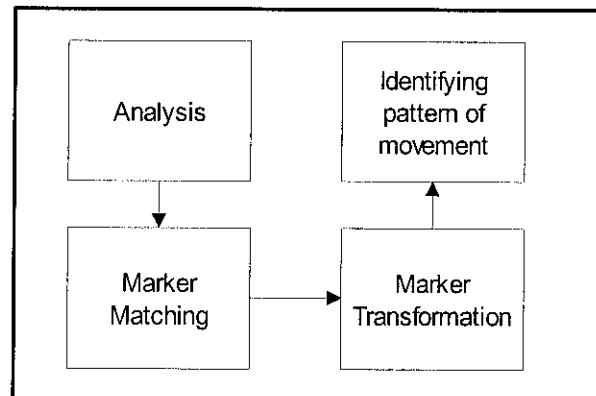 Analysis
Identifying
pattern of
movement
Marker
Matching
Marker
Transformation